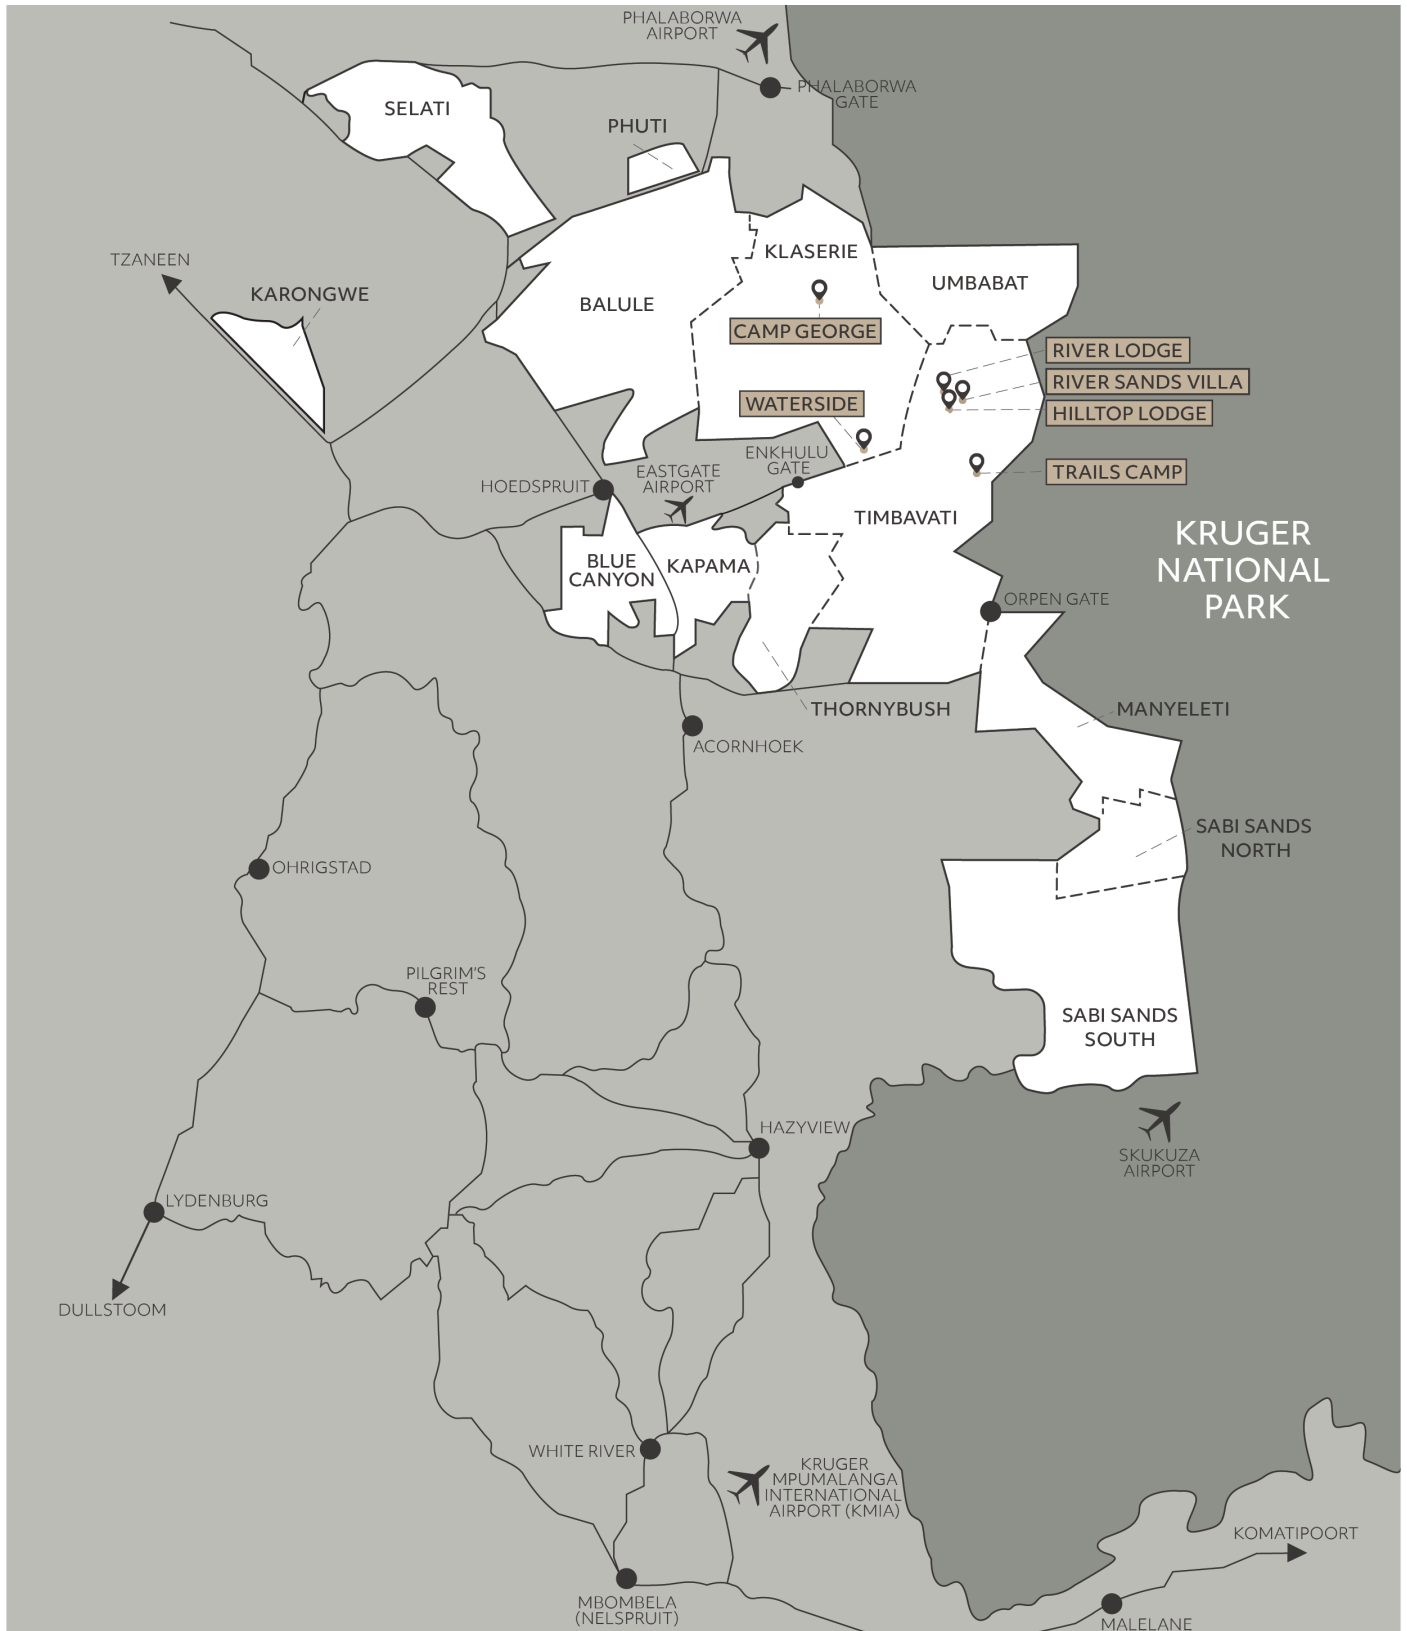 PHALABORWA
AIRPORT
PHALABORWA
GATE
SELATI
PHUTI
TZANEEN
KARONGWE
KLASERIE
UMBABAT
BALULE
CAMP GEORGE
RIVER LODGE
RIVER SANDS VILLA
HILLTOP LODGE
WATERSIDE
ENKHULU
GATE
EASTGATE
AIRPORT
TRAILS CAMP
HOEDSPRUIT
TIMBAVATI
KRUGER
NATIONAL
PARK
BLUE
CANYON
KAPAMA
ORPEN GATE
THORNYBUSH
MANYELETI
ACORNHOEK
SABI SANDS
NORTH
OHRIGSTAD
PILGRIM'S
REST
SABI SANDS
SOUTH
HAZYVIEW
SKUKUZA
AIRPORT
LYDENBURG
DULLSTOOM
WHITE RIVER
KRUGER
MPUMALANGA
INTERNATIONAL
AIRPORT (KMIA)
KOMATIPOORT
MBOMBELA
(NELSPRUIT)
MALELANE